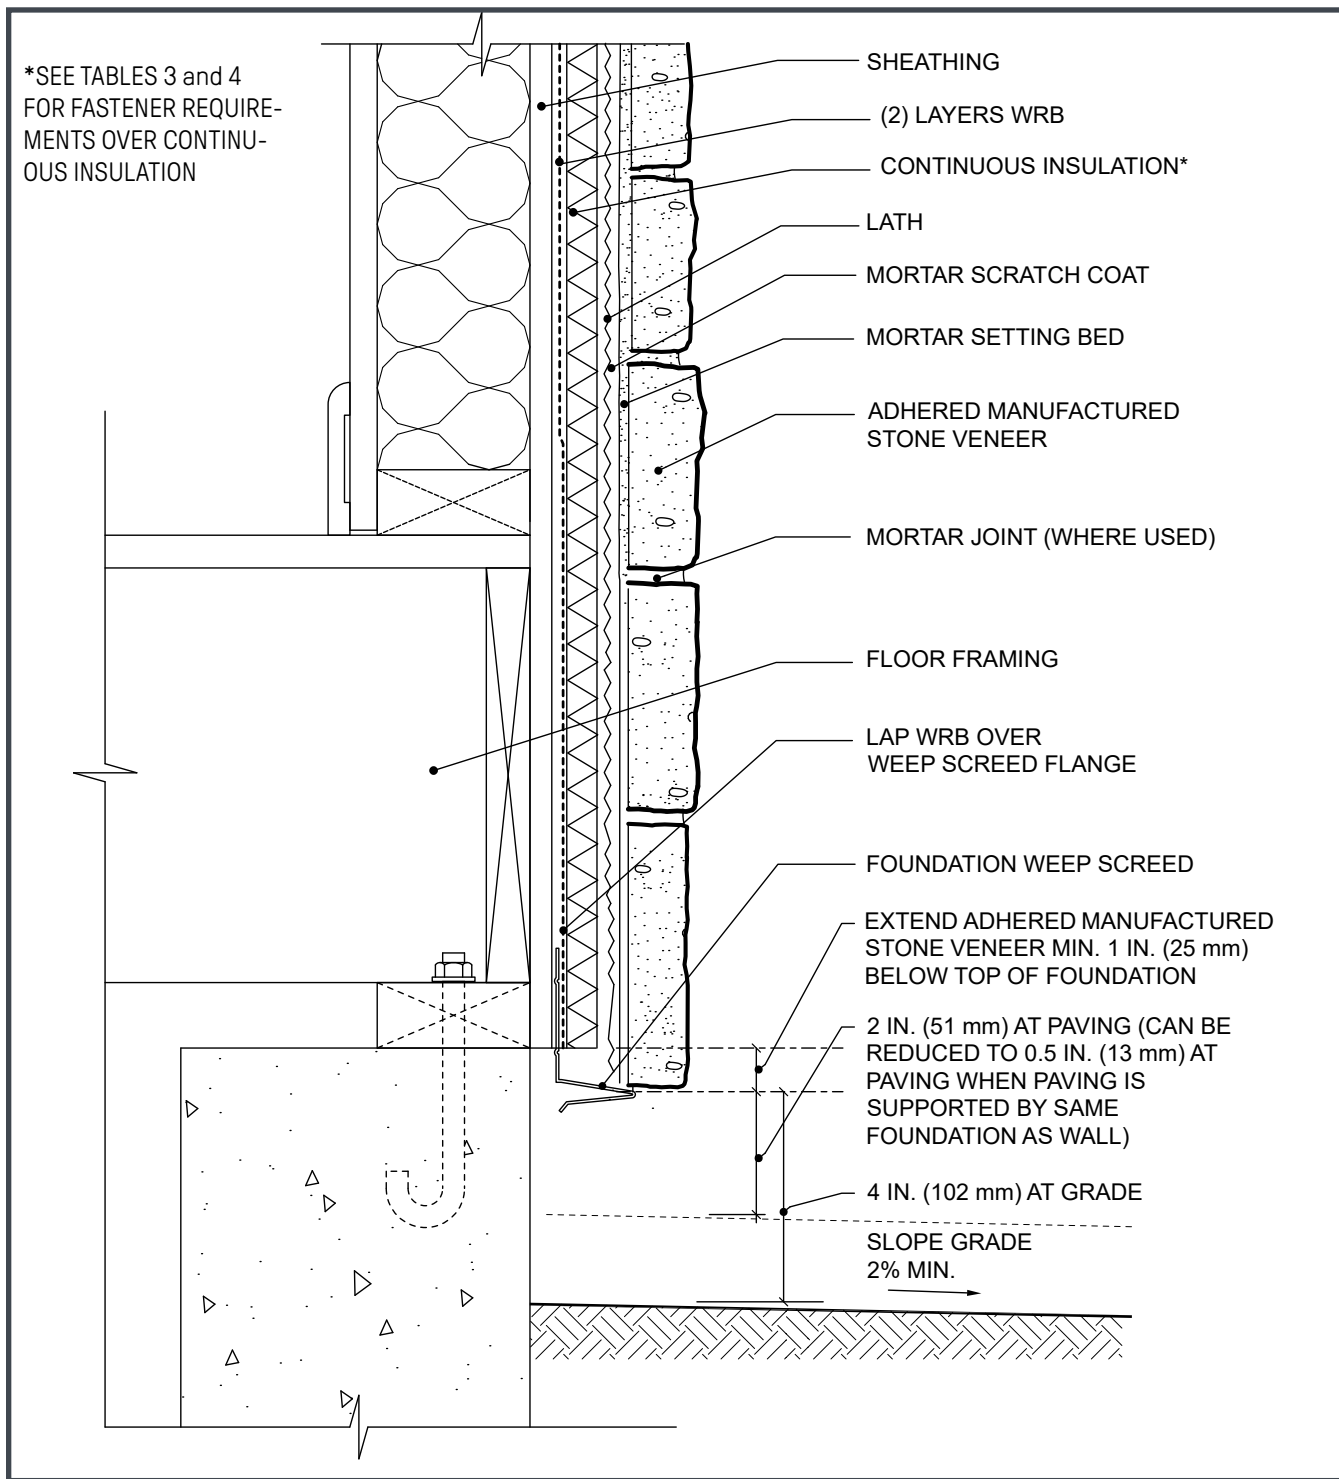 *SEE TABLES 3 and 4
FOR FASTENER REQUIRE-
MENTS OVER CONTINU-
OUS INSULATION
SHEATHING
(2) LAYERS WRB
CONTINUOUS INSULATION*
LATH
MORTAR SCRATCH COAT
MORTAR SETTING BED
ADHERED MANUFACTURED
STONE VENEER
MORTAR JOINT (WHERE USED)
FLOOR FRAMING
LAP WRB OVER
WEEP SCREED FLANGE
FOUNDATION WEEP SCREED
EXTEND ADHERED MANUFACTURED
STONE VENEER MIN. 1 IN. (25 mm)
BELOW TOP OF FOUNDATION
2 IN. (51 mm) AT PAVING (CAN BE
REDUCED TO 0.5 IN. (13 mm) AT
PAVING WHEN PAVING IS
SUPPORTED BY SAME
FOUNDATION AS WALL)
4 IN. (102 mm) AT GRADE
SLOPE GRADE
2% MIN.